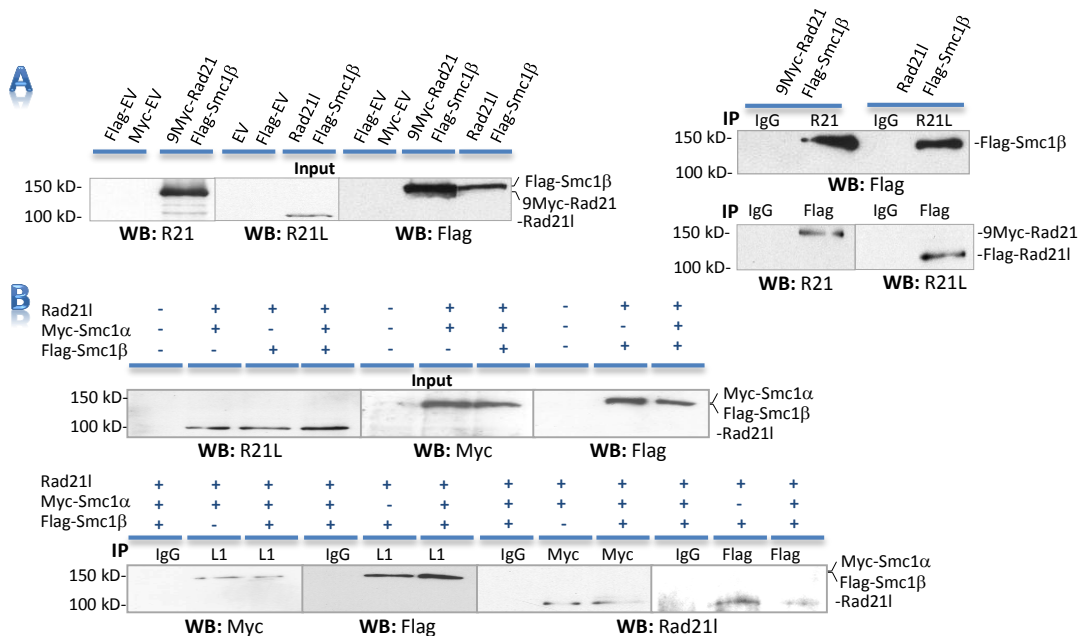 A
Flag-EV
Myc-EV
9Myc-Rad21
Flag-Smc1β
EV
Flag-EV
Rad21l
Flag-Smc1β
Flag-EV
Myc-EV
9Myc-Rad21
Flag-Smc1β
Rad21l
Flag-Smc1β
Input
150 kD-
100 kD-
Flag-Smc1β
9Myc-Rad21
-Rad21l
WB: R21 WB: R21L WB: Flag
9Myc-Rad21
Flag-Smc1β
Rad21l
Flag-Smc1β
IP IgG R21 IgG R21L
150 kD-
100 kD-
-Flag-Smc1β
WB: Flag
IP IgG Flag IgG Flag
150 kD-
100 kD-
-9Myc-Rad21
-Flag-Rad21l
WB: R21 WB: R21L
B
Rad21l - + + + - + + - + +
Myc-Smc1α - + - + - + + - - +
Flag-Smc1β - - + + - - + - + +
Input
150 kD-
100 kD-
Myc-Smc1α
Flag-Smc1β
-Rad21l
WB: R21L WB: Myc WB: Flag
Rad21l + + + + + + + + + + + +
Myc-Smc1α + + + + - + + + + + - +
Flag-Smc1β + - + + + + + - + + + +
IP IgG L1 L1 IgG L1 L1 IgG Myc Myc IgG Flag Flag
150 kD-
100 kD-
Myc-Smc1α
Flag-Smc1β
-Rad21l
WB: Myc WB: Flag WB: Rad21l